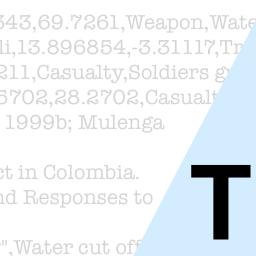 343,69.7261,Weapon,Wate
li,13.896854,-3.31117,Tr
211,Casualty,Soldiers g
5702,28.2702,Casualt
1999b; Mulenga
ct in Colombia.
nd Responses to
",Water cut off
T